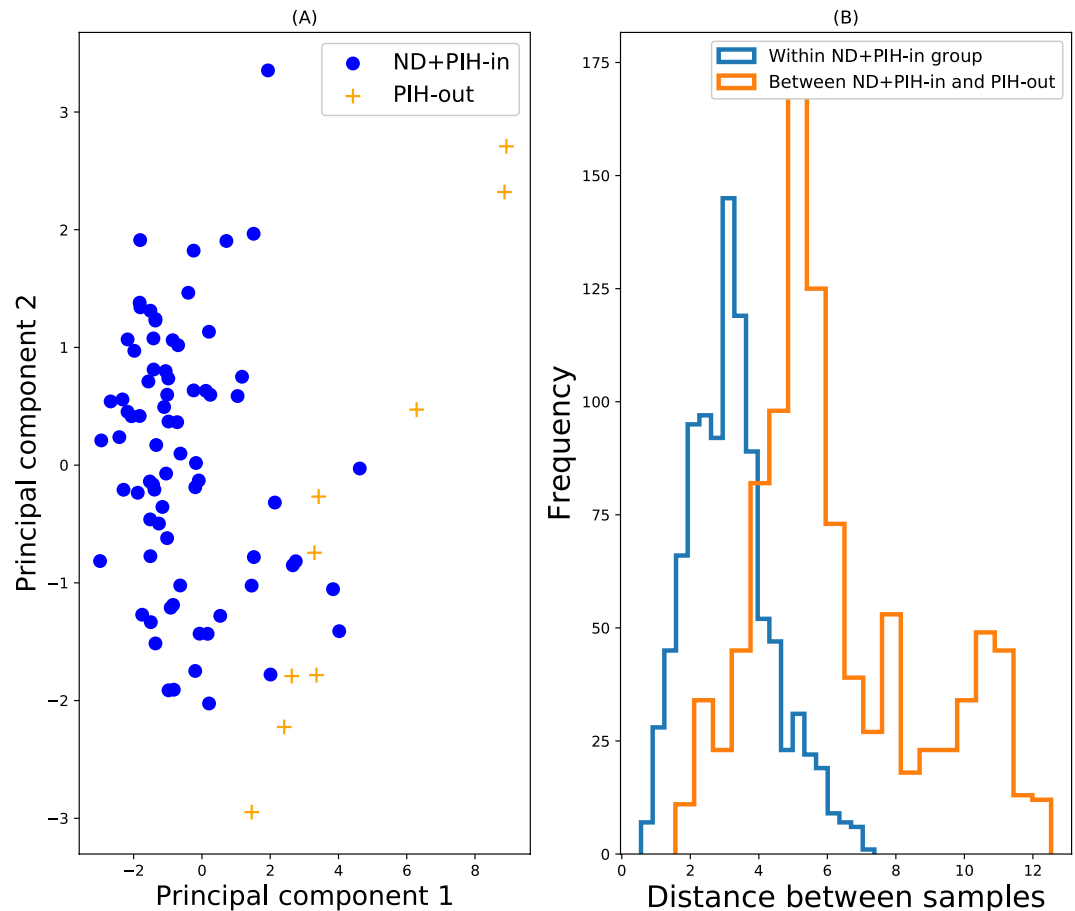 (A)
ND+PIH-in
PIH-out
3
2
1
0
−1
−2
−3
−2
0
2
4
6
8
Principal component 1
Principal component 2
(B)
Within ND+PIH-in group
Between ND+PIH-in and PIH-out
175
150
125
100
75
50
25
0
0
2
4
6
8
10
12
Distance between samples
Frequency